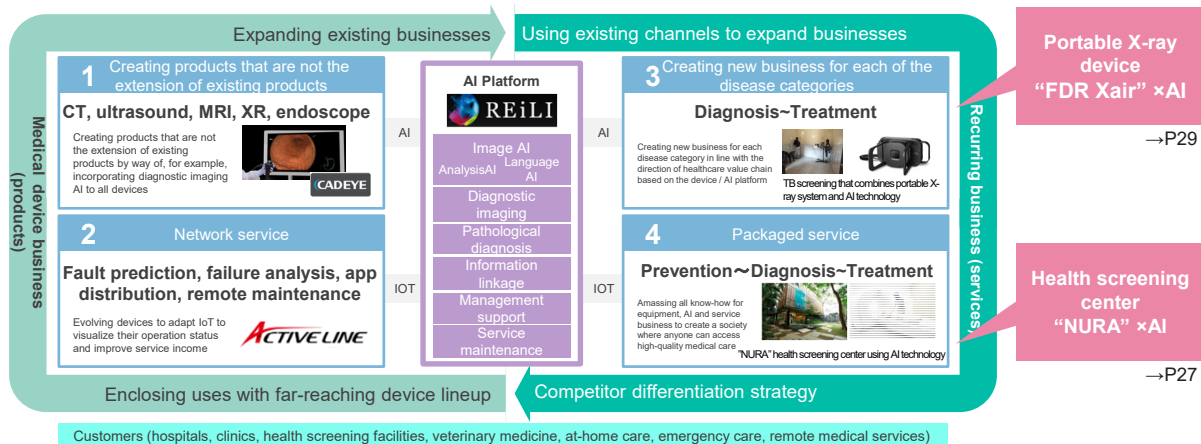 Expanding existing businesses
Using existing channels to expand businesses
Medical device business
(products)
1
Creating products that are not the
extension of existing products
CT, ultrasound, MRI, XR, endoscope
Creating products that are not
the extension of existing
products by way of, for example,
incorporating diagnostic imaging
AI to all devices
CADEYE
AI
2
Network service
Fault prediction, failure analysis, app
distribution, remote maintenance
Evolving devices to adapt IoT to
visualize their operation status
and improve service income
ACTIVE LINE
IOT
AI Platform
REiLI
Image AI
AnalysisAI
Language
AI
Diagnostic
imaging
Pathological
diagnosis
Information
linkage
Management
support
Service
maintenance
AI
3
Creating new business for each of the
disease categories
Diagnosis~Treatment
Creating new business for each
disease category in line with the
direction of healthcare value chain
based on the device / AI platform
TB screening that combines portable X-
ray system and AI technology
IOT
4
Packaged service
Prevention～Diagnosis~Treatment
Amassing all know-how for
equipment, AI and service
business to create a society
where anyone can access
high-quality medical care
"NURA" health screening center using AI technology
Recurring business (services)
Portable X-ray
device
“FDR Xair” ×AI
→P29
Health screening
center
“NURA” ×AI
→P27
Enclosing uses with far-reaching device lineup
Competitor differentiation strategy
Customers (hospitals, clinics, health screening facilities, veterinary medicine, at-home care, emergency care, remote medical services)